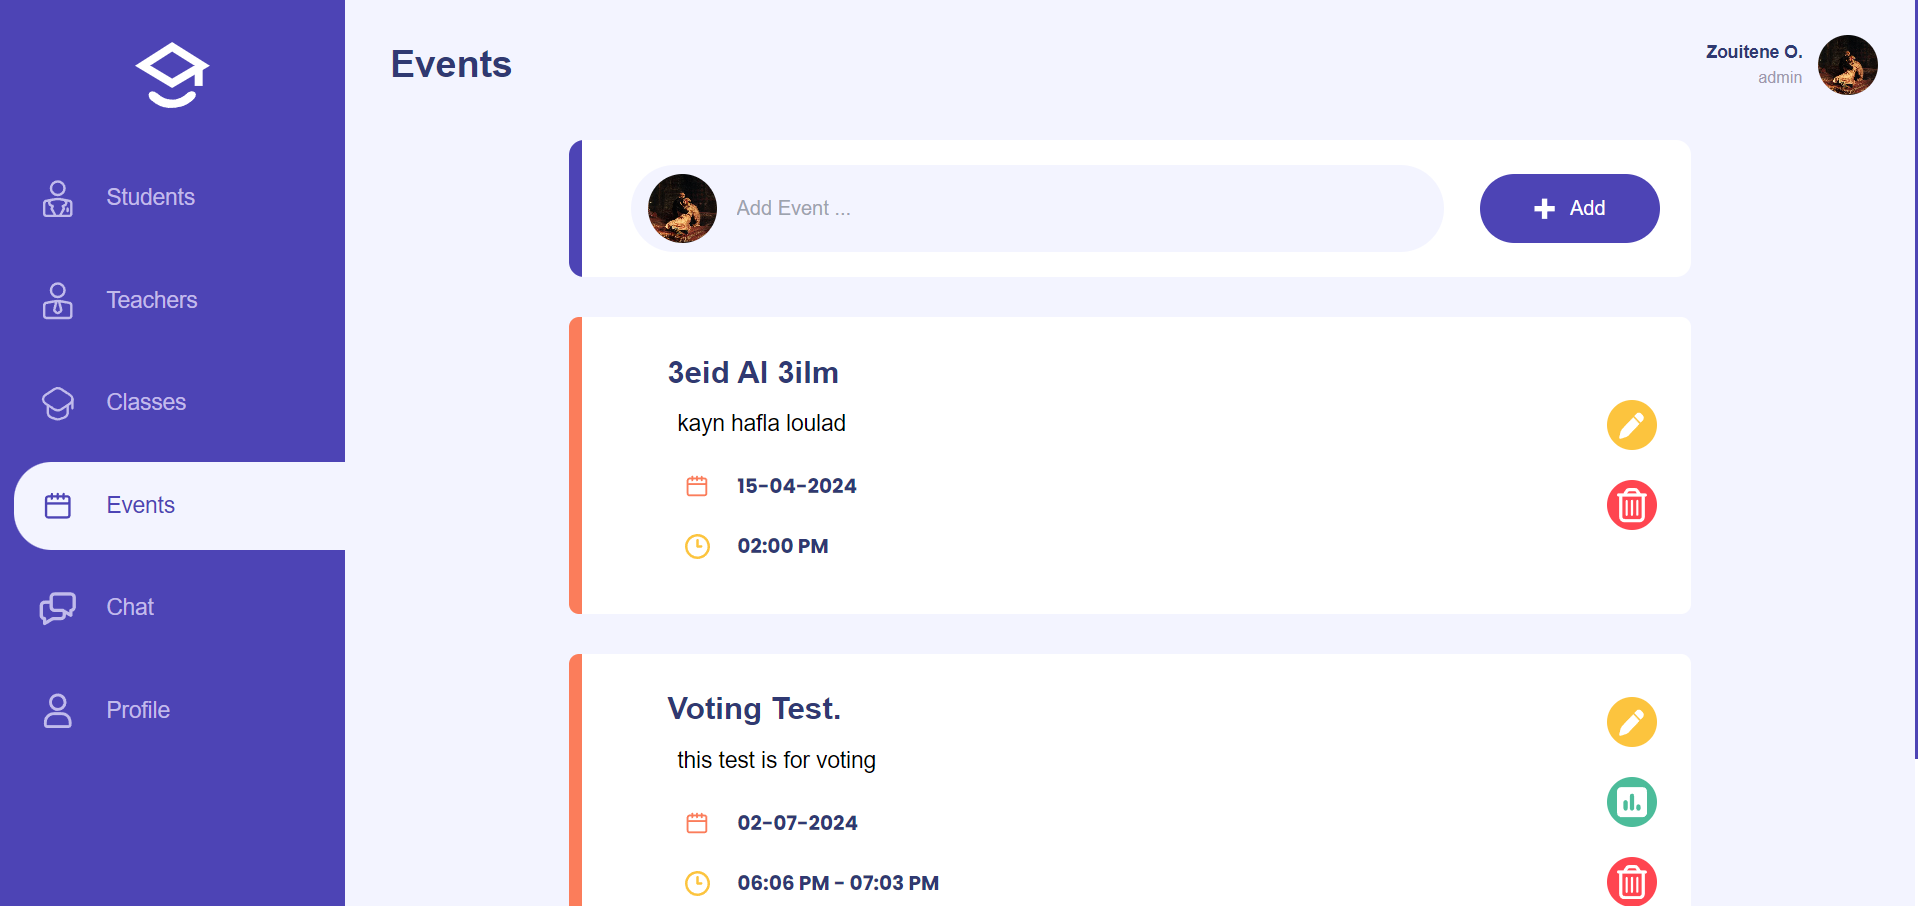 Events
Zouitene O.
admin
Students
Teachers
Classes
Events
Chat
Profile
Add Event ...
Add
3eid Al 3ilm
kayn hafla loulad
15-04-2024
02:00 PM
Voting Test.
this test is for voting
02-07-2024
06:06 PM - 07:03 PM